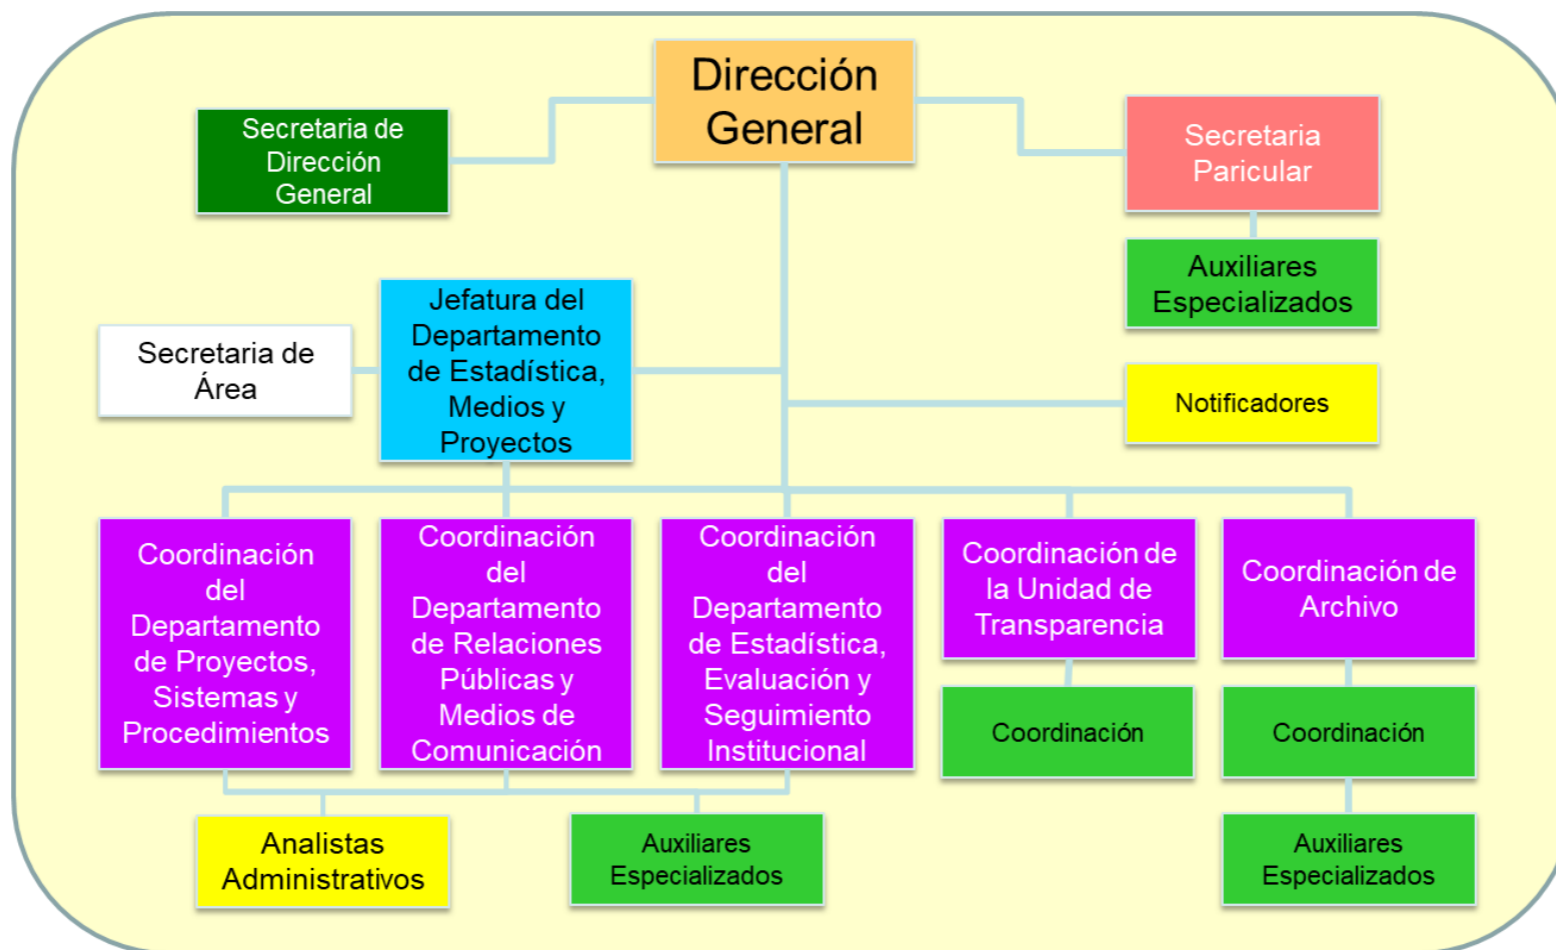 Dirección
General
Secretaria de
Dirección
General
Secretaria
Paricular
Auxiliares
Especializados
Jefatura del
Departamento
de Estadística,
Medios y
Proyectos
Secretaria de
Área
Notificadores
Coordinación
del
Departamento
de Proyectos,
Sistemas y
Procedimientos
Coordinación
del
Departamento
de Relaciones
Públicas y
Medios de
Comunicación
Coordinación
del
Departamento
de Estadística,
Evaluación y
Seguimiento
Institucional
Coordinación de
la Unidad de
Transparencia
Coordinación de
Archivo
Coordinación
Coordinación
Analistas
Administrativos
Auxiliares
Especializados
Auxiliares
Especializados